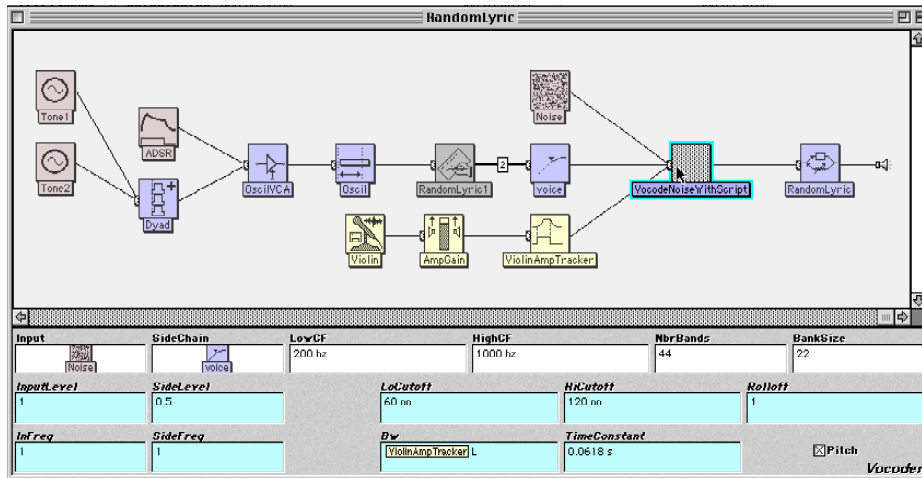 RandomLyric
Tone1
Noise
ADSR
Tone2
OscilVCA
Oscil
RandomLyric1
2
voice
VocodeNoiseWithScript
RandomLyric
Dyad
Violin
AmpGain
ViolinAmpTracker
Input SideChain LowCF HighCF NbrBands BankSize
Noise voice 200 hz 1000 hz 44 22
InputLevel SideLevel LoCutoff HiCutoff Rolloff
1 0.5 60 nn 120 nn 1
InFreq SideFreq Bw TimeConstant
1 1 ViolinAmpTracker L 0.0618 s Pitch
Vocoder